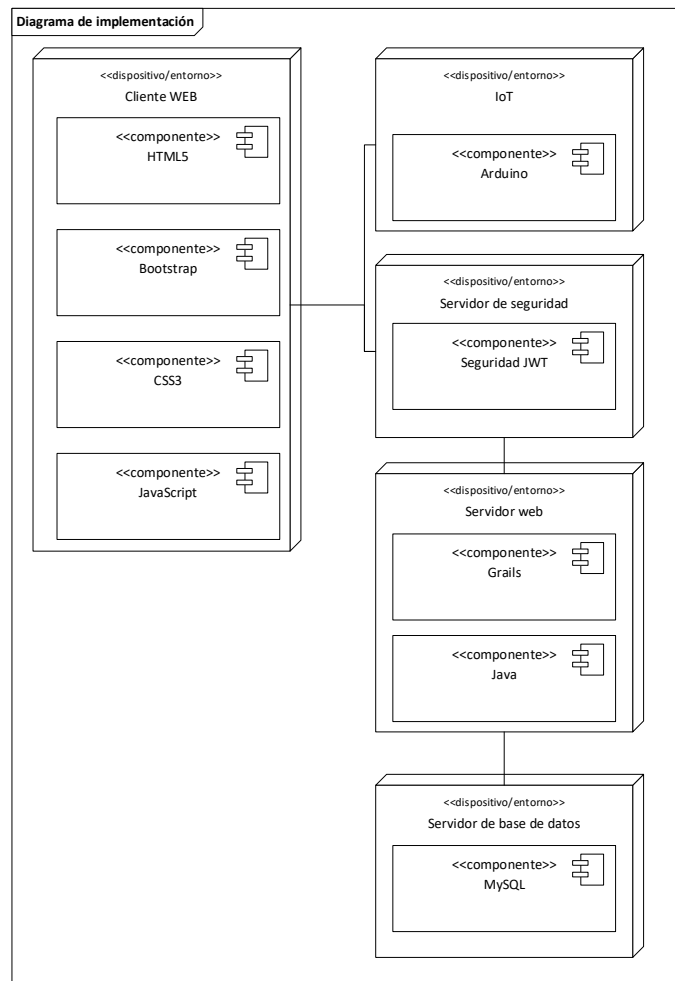 Diagrama de implementación
<<dispositivo/entorno>>
Cliente WEB
<<componente>>
HTML5
<<componente>>
Bootstrap
<<componente>>
CSS3
<<componente>>
JavaScript
<<dispositivo/entorno>>
IoT
<<componente>>
Arduino
<<dispositivo/entorno>>
Servidor de seguridad
<<componente>>
Seguridad JWT
<<dispositivo/entorno>>
Servidor web
<<componente>>
Grails
<<componente>>
Java
<<dispositivo/entorno>>
Servidor de base de datos
<<componente>>
MySQL